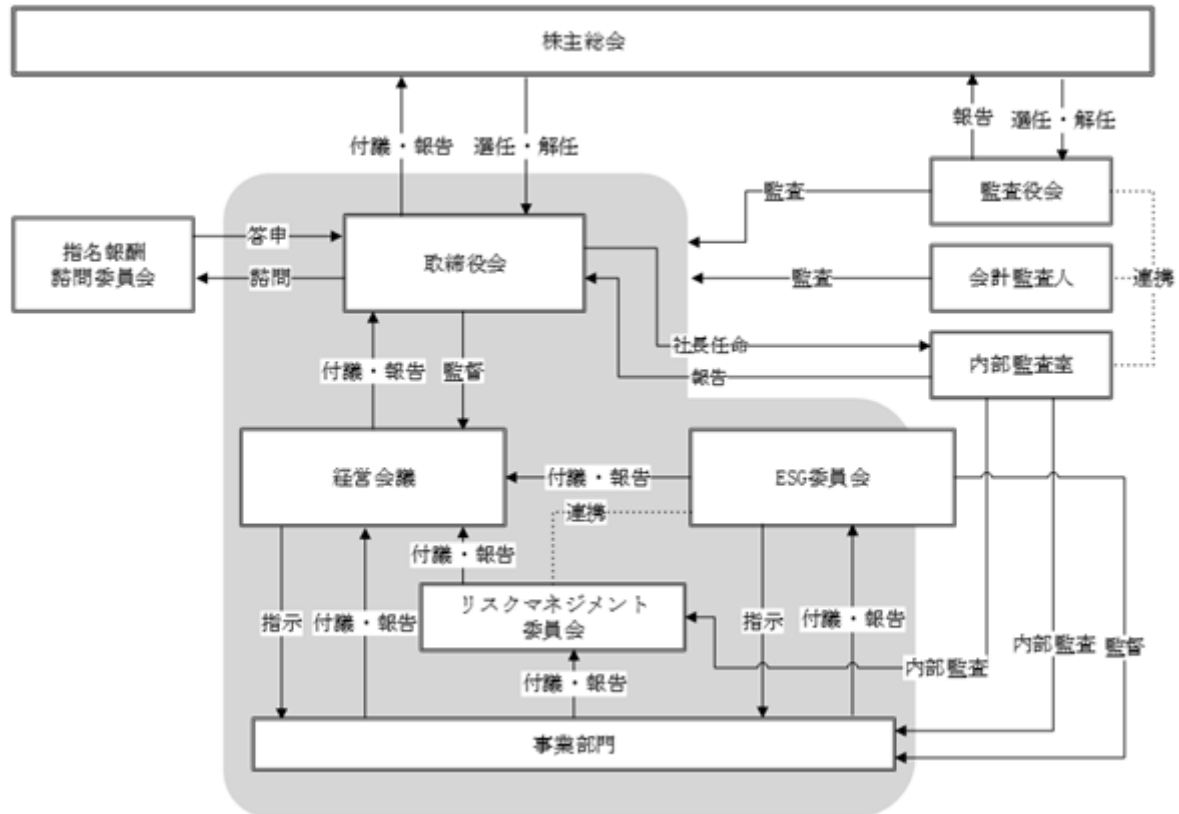 株主総会
付議・報告
選任・解任
報告
選任・解任
監査役会
監査
指名報酬
諮問委員会
答申
諮問
取締役会
監査
会計監査人
連携
社長任命
報告
内部監査室
付議・報告
監督
経営会議
付議・報告
ESG委員会
連携
付議・報告
リスクマネジメント
委員会
指示
付議・報告
指示
付議・報告
内部監査
内部監査
監督
付議・報告
事業部門